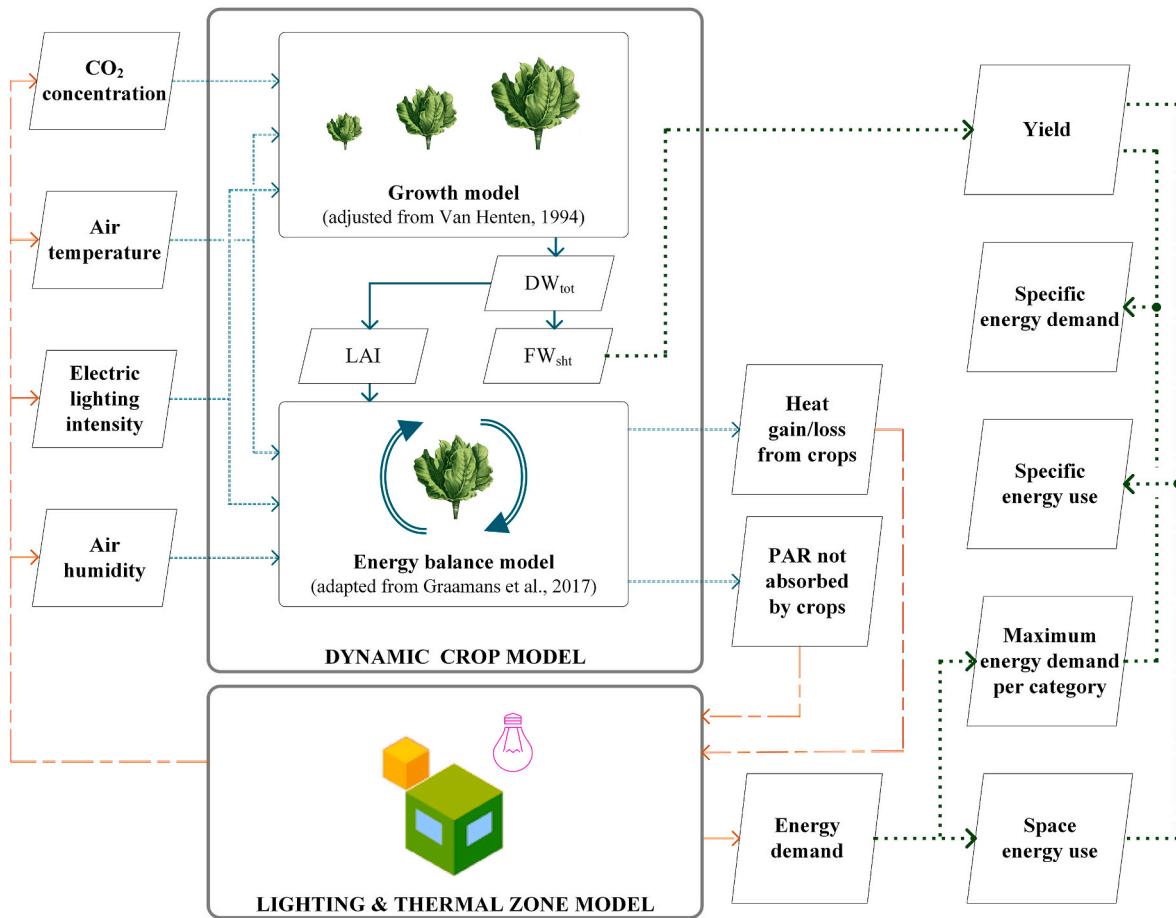 CO₂
concentration
Air
temperature
Electric
lighting
intensity
Air
humidity
Growth model
(adjusted from Van Henten, 1994)
DWtot
LAI
FWsht
Energy balance model
(adapted from Graamans et al., 2017)
DYNAMIC CROP MODEL
LIGHTING & THERMAL ZONE MODEL
Heat
gain/loss
from crops
PAR not
absorbed
by crops
Energy
demand
Yield
Specific
energy demand
Specific
energy use
Maximum
energy demand
per category
Space
energy use